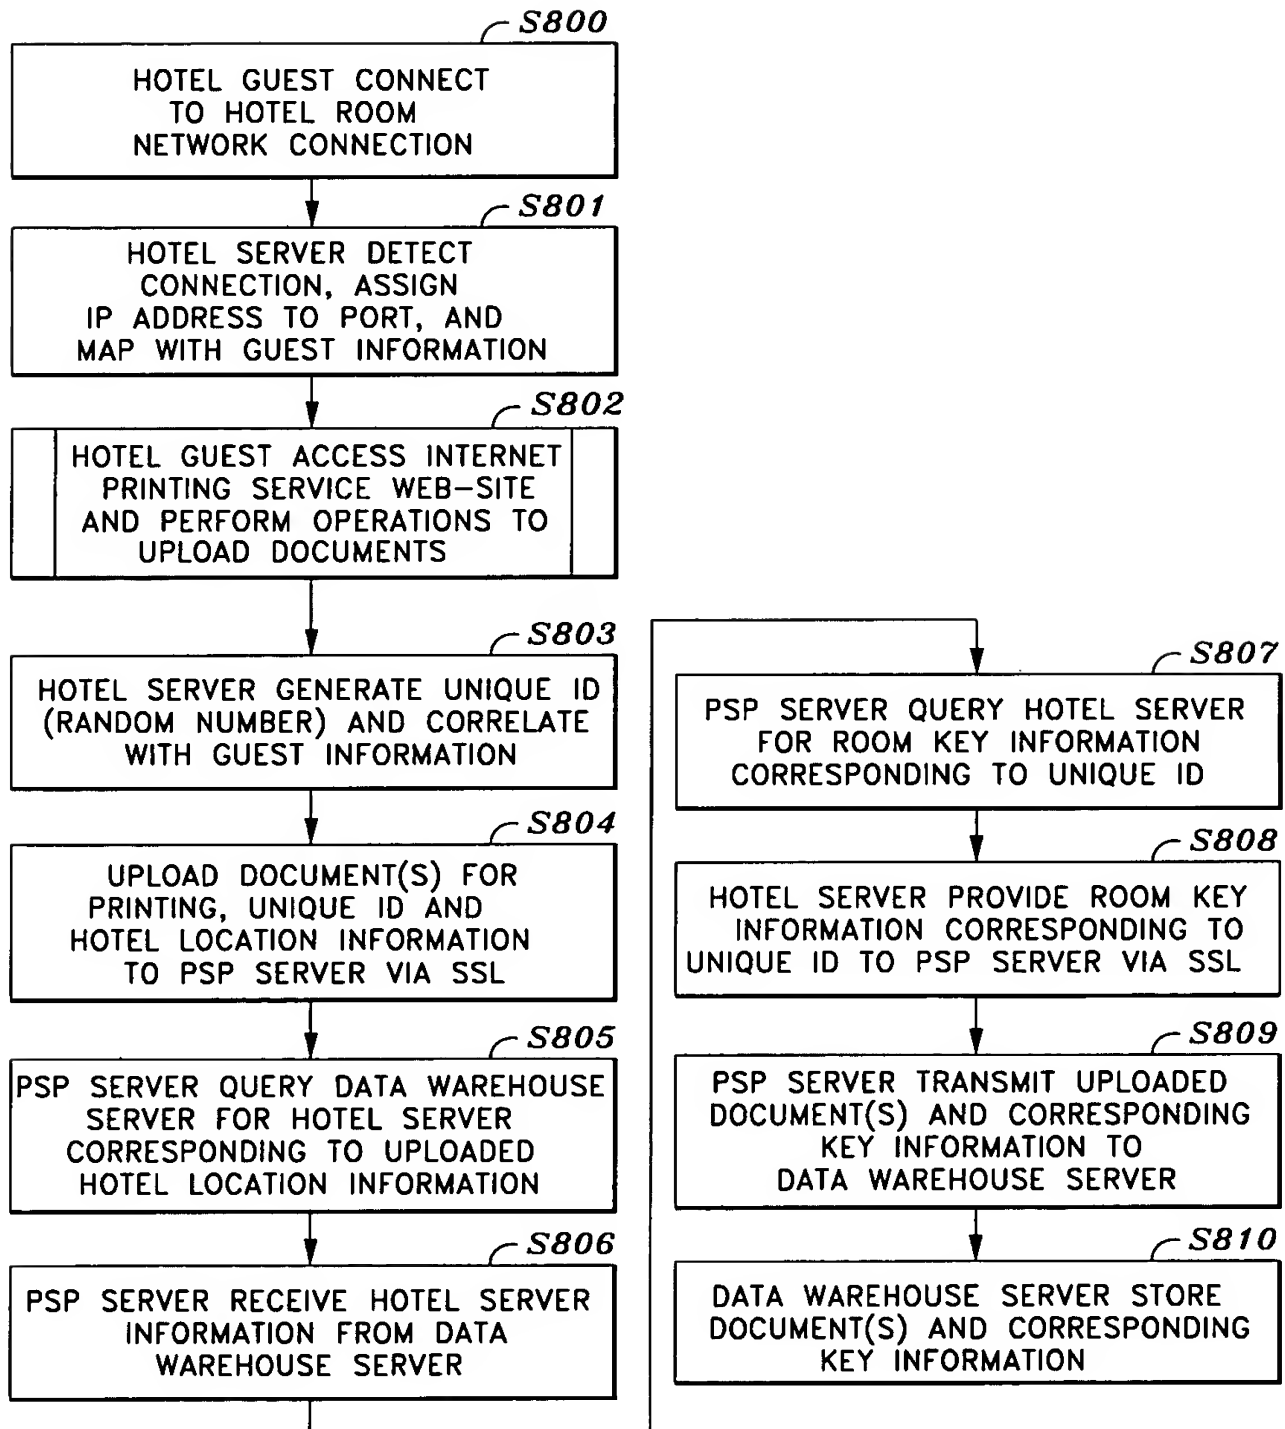 S800
HOTEL GUEST CONNECT
TO HOTEL ROOM
NETWORK CONNECTION
S801
HOTEL SERVER DETECT
CONNECTION, ASSIGN
IP ADDRESS TO PORT, AND
MAP WITH GUEST INFORMATION
S802
HOTEL GUEST ACCESS INTERNET
PRINTING SERVICE WEB-SITE
AND PERFORM OPERATIONS TO
UPLOAD DOCUMENTS
S803
HOTEL SERVER GENERATE UNIQUE ID
(RANDOM NUMBER) AND CORRELATE
WITH GUEST INFORMATION
S804
UPLOAD DOCUMENT(S) FOR
PRINTING, UNIQUE ID AND
HOTEL LOCATION INFORMATION
TO PSP SERVER VIA SSL
S805
PSP SERVER QUERY DATA WAREHOUSE
SERVER FOR HOTEL SERVER
CORRESPONDING TO UPLOADED
HOTEL LOCATION INFORMATION
S806
PSP SERVER RECEIVE HOTEL SERVER
INFORMATION FROM DATA
WAREHOUSE SERVER
S807
PSP SERVER QUERY HOTEL SERVER
FOR ROOM KEY INFORMATION
CORRESPONDING TO UNIQUE ID
S808
HOTEL SERVER PROVIDE ROOM KEY
INFORMATION CORRESPONDING TO
UNIQUE ID TO PSP SERVER VIA SSL
S809
PSP SERVER TRANSMIT UPLOADED
DOCUMENT(S) AND CORRESPONDING
KEY INFORMATION TO
DATA WAREHOUSE SERVER
S810
DATA WAREHOUSE SERVER STORE
DOCUMENT(S) AND CORRESPONDING
KEY INFORMATION